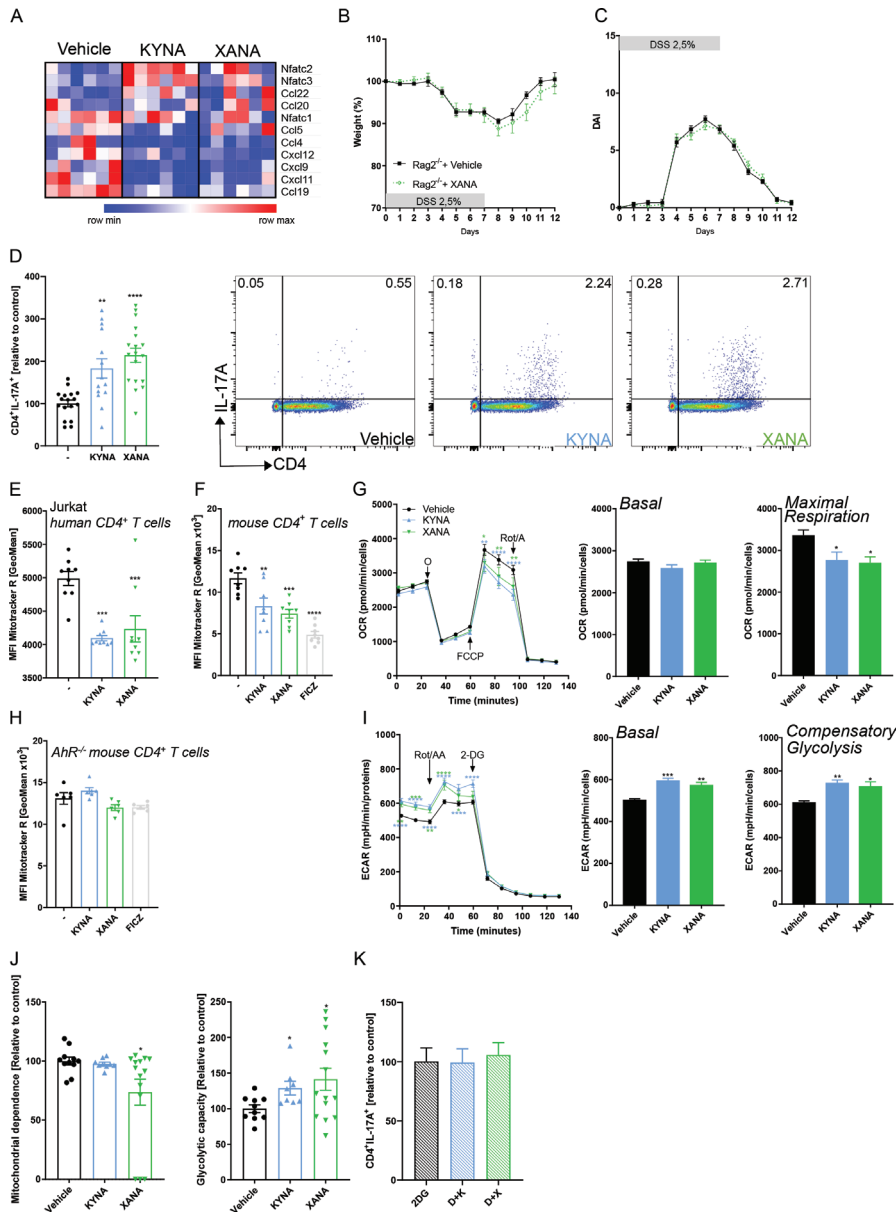 A
Vehicle KYNA XANA
Nfatc2
Nfatc3
Ccl22
Ccl20
Nfatc1
Ccl5
Ccl4
Cxcl12
Cxcl9
Cxcl11
Ccl19
row min row max
B
Weight (%)
110
100
90
80
70
Rag2-/-+ Vehicle
Rag2-/-+ XANA
DSS 2,5%
0 1 2 3 4 5 6 7 8 9 10 11 12
Days
C
DAI
15
10
5
0
DSS 2,5%
0 1 2 3 4 5 6 7 8 9 10 11 12
Days
D
CD4+IL-17A+ [relative to control]
400
300
200
100
0
** ****
- KYNA XANA
IL-17A
CD4
0.05 0.55
Vehicle
0.18 2.24
KYNA
0.28 2.71
XANA
E
Jurkat
human CD4+ T cells
MFI Mitotracker R [GeoMean]
5000
4500
4000
3500
*** ***
- KYNA XANA
F
mouse CD4+ T cells
MFI Mitotracker R [GeoMean x10³]
15
10
5
0
** *** ****
- KYNA XANA FICZ
G
OCR (pmol/min/cells)
5000
4000
3000
2000
1000
0
Vehicle
KYNA
XANA
O
FCCP
Rot/A
0 20 40 60 80 100 120 140
Time (minutes)
Basal
OCR (pmol/min/cells)
4000
3000
2000
1000
0
Vehicle KYNA XANA
Maximal
Respiration
OCR (pmol/min/cells)
4000
3000
2000
1000
0
* *
Vehicle KYNA XANA
H
AhR-/- mouse CD4+ T cells
MFI Mitotracker R [GeoMean x10³]
15
10
5
0
- KYNA XANA FICZ
I
ECAR (mpH/min/proteins)
1000
800
600
400
200
0
Rot/AA
2-DG
0 20 40 60 80 100 120 140
Time (minutes)
Basal
ECAR (mpH/min/cells)
800
600
400
200
0
*** **
Vehicle KYNA XANA
Compensatory
Glycolysis
ECAR (mpH/min/cells)
1000
800
600
400
200
0
** *
Vehicle KYNA XANA
J
Mitochondrial dependence [Relative to control]
150
100
50
0
*
Vehicle KYNA XANA
Glycolytic capacity [Relative to control]
250
200
150
100
50
0
* *
Vehicle KYNA XANA
K
CD4+IL-17A+ [relative to control]
150
100
50
0
2DG D+K D+X